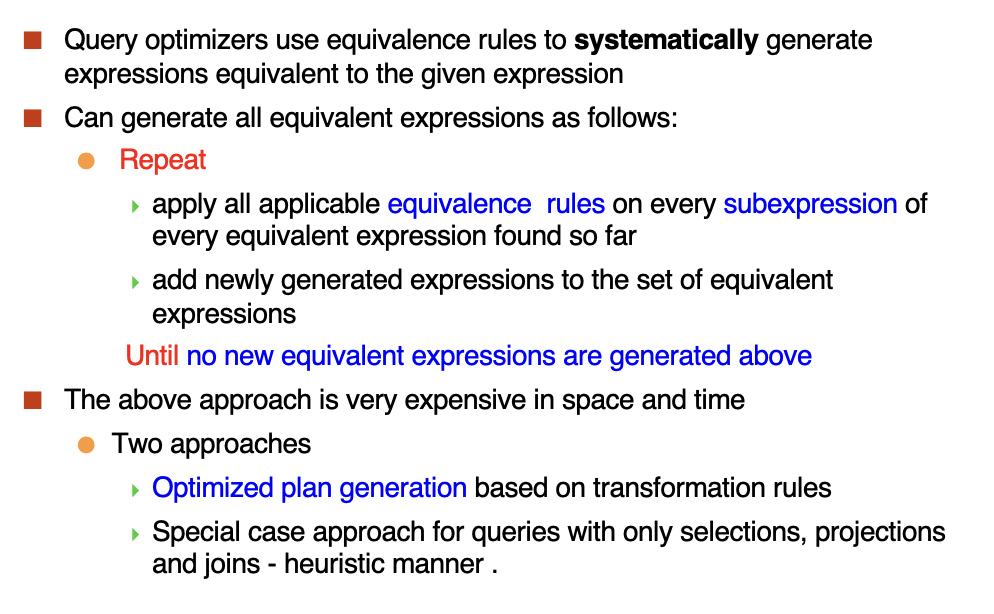 Query optimizers use equivalence rules to systematically generate
expressions equivalent to the given expression
Can generate all equivalent expressions as follows:
Repeat
apply all applicable equivalence rules on every subexpression of
every equivalent expression found so far
add newly generated expressions to the set of equivalent
expressions
Until no new equivalent expressions are generated above
The above approach is very expensive in space and time
Two approaches
Optimized plan generation based on transformation rules
Special case approach for queries with only selections, projections
and joins - heuristic manner .